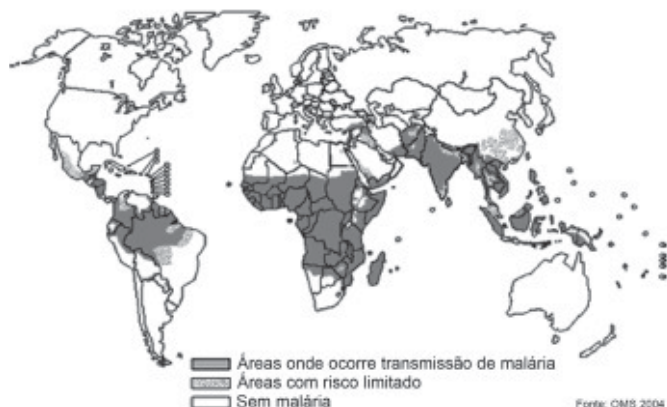 Áreas onde ocorre transmissão de malária
Áreas com risco limitado
Sem malária
Fonte: OMS 2004